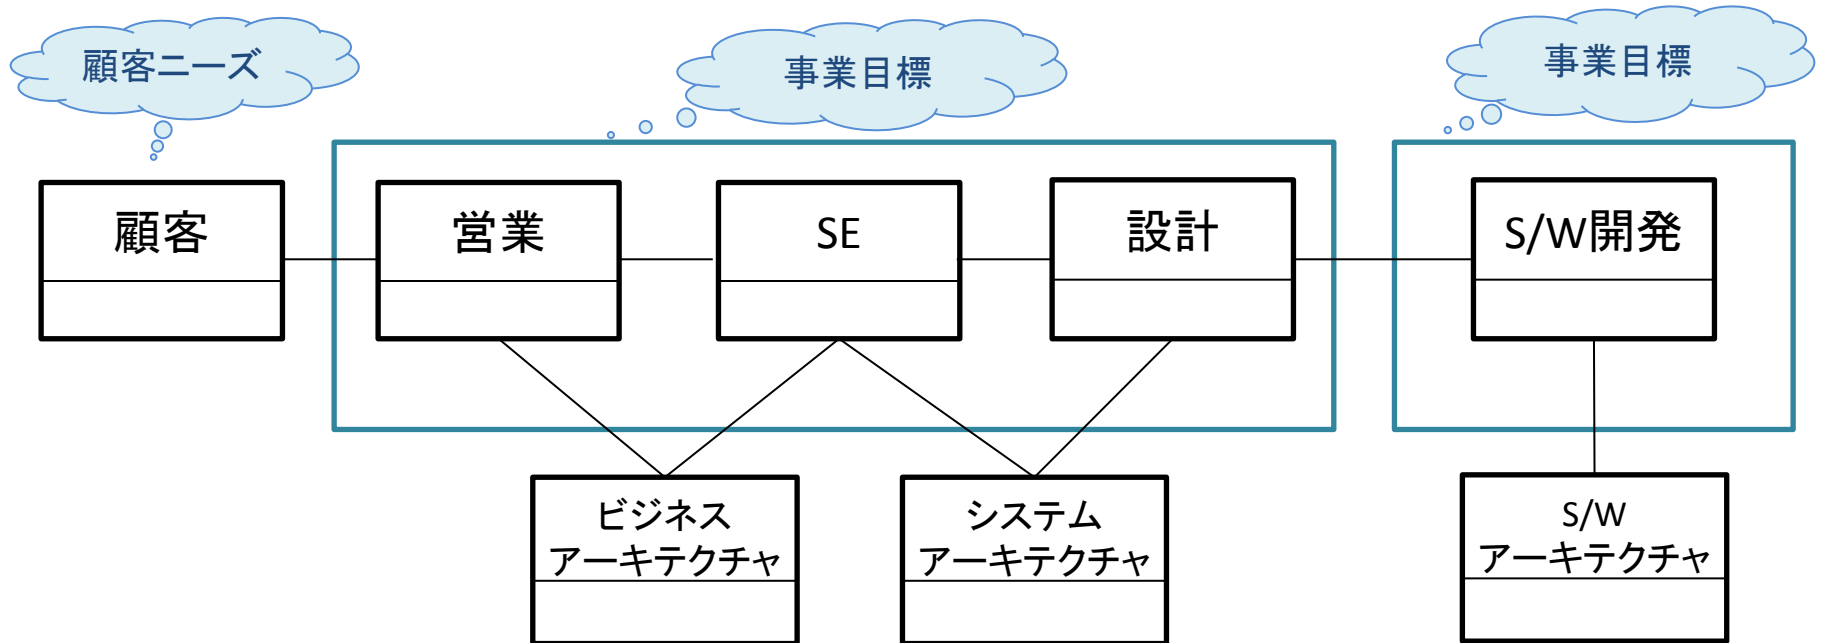 顧客ニーズ
事業目標
事業目標
顧客
営業
SE
設計
S/W開発
ビジネス
アーキテクチャ
システム
アーキテクチャ
S/W
アーキテクチャ